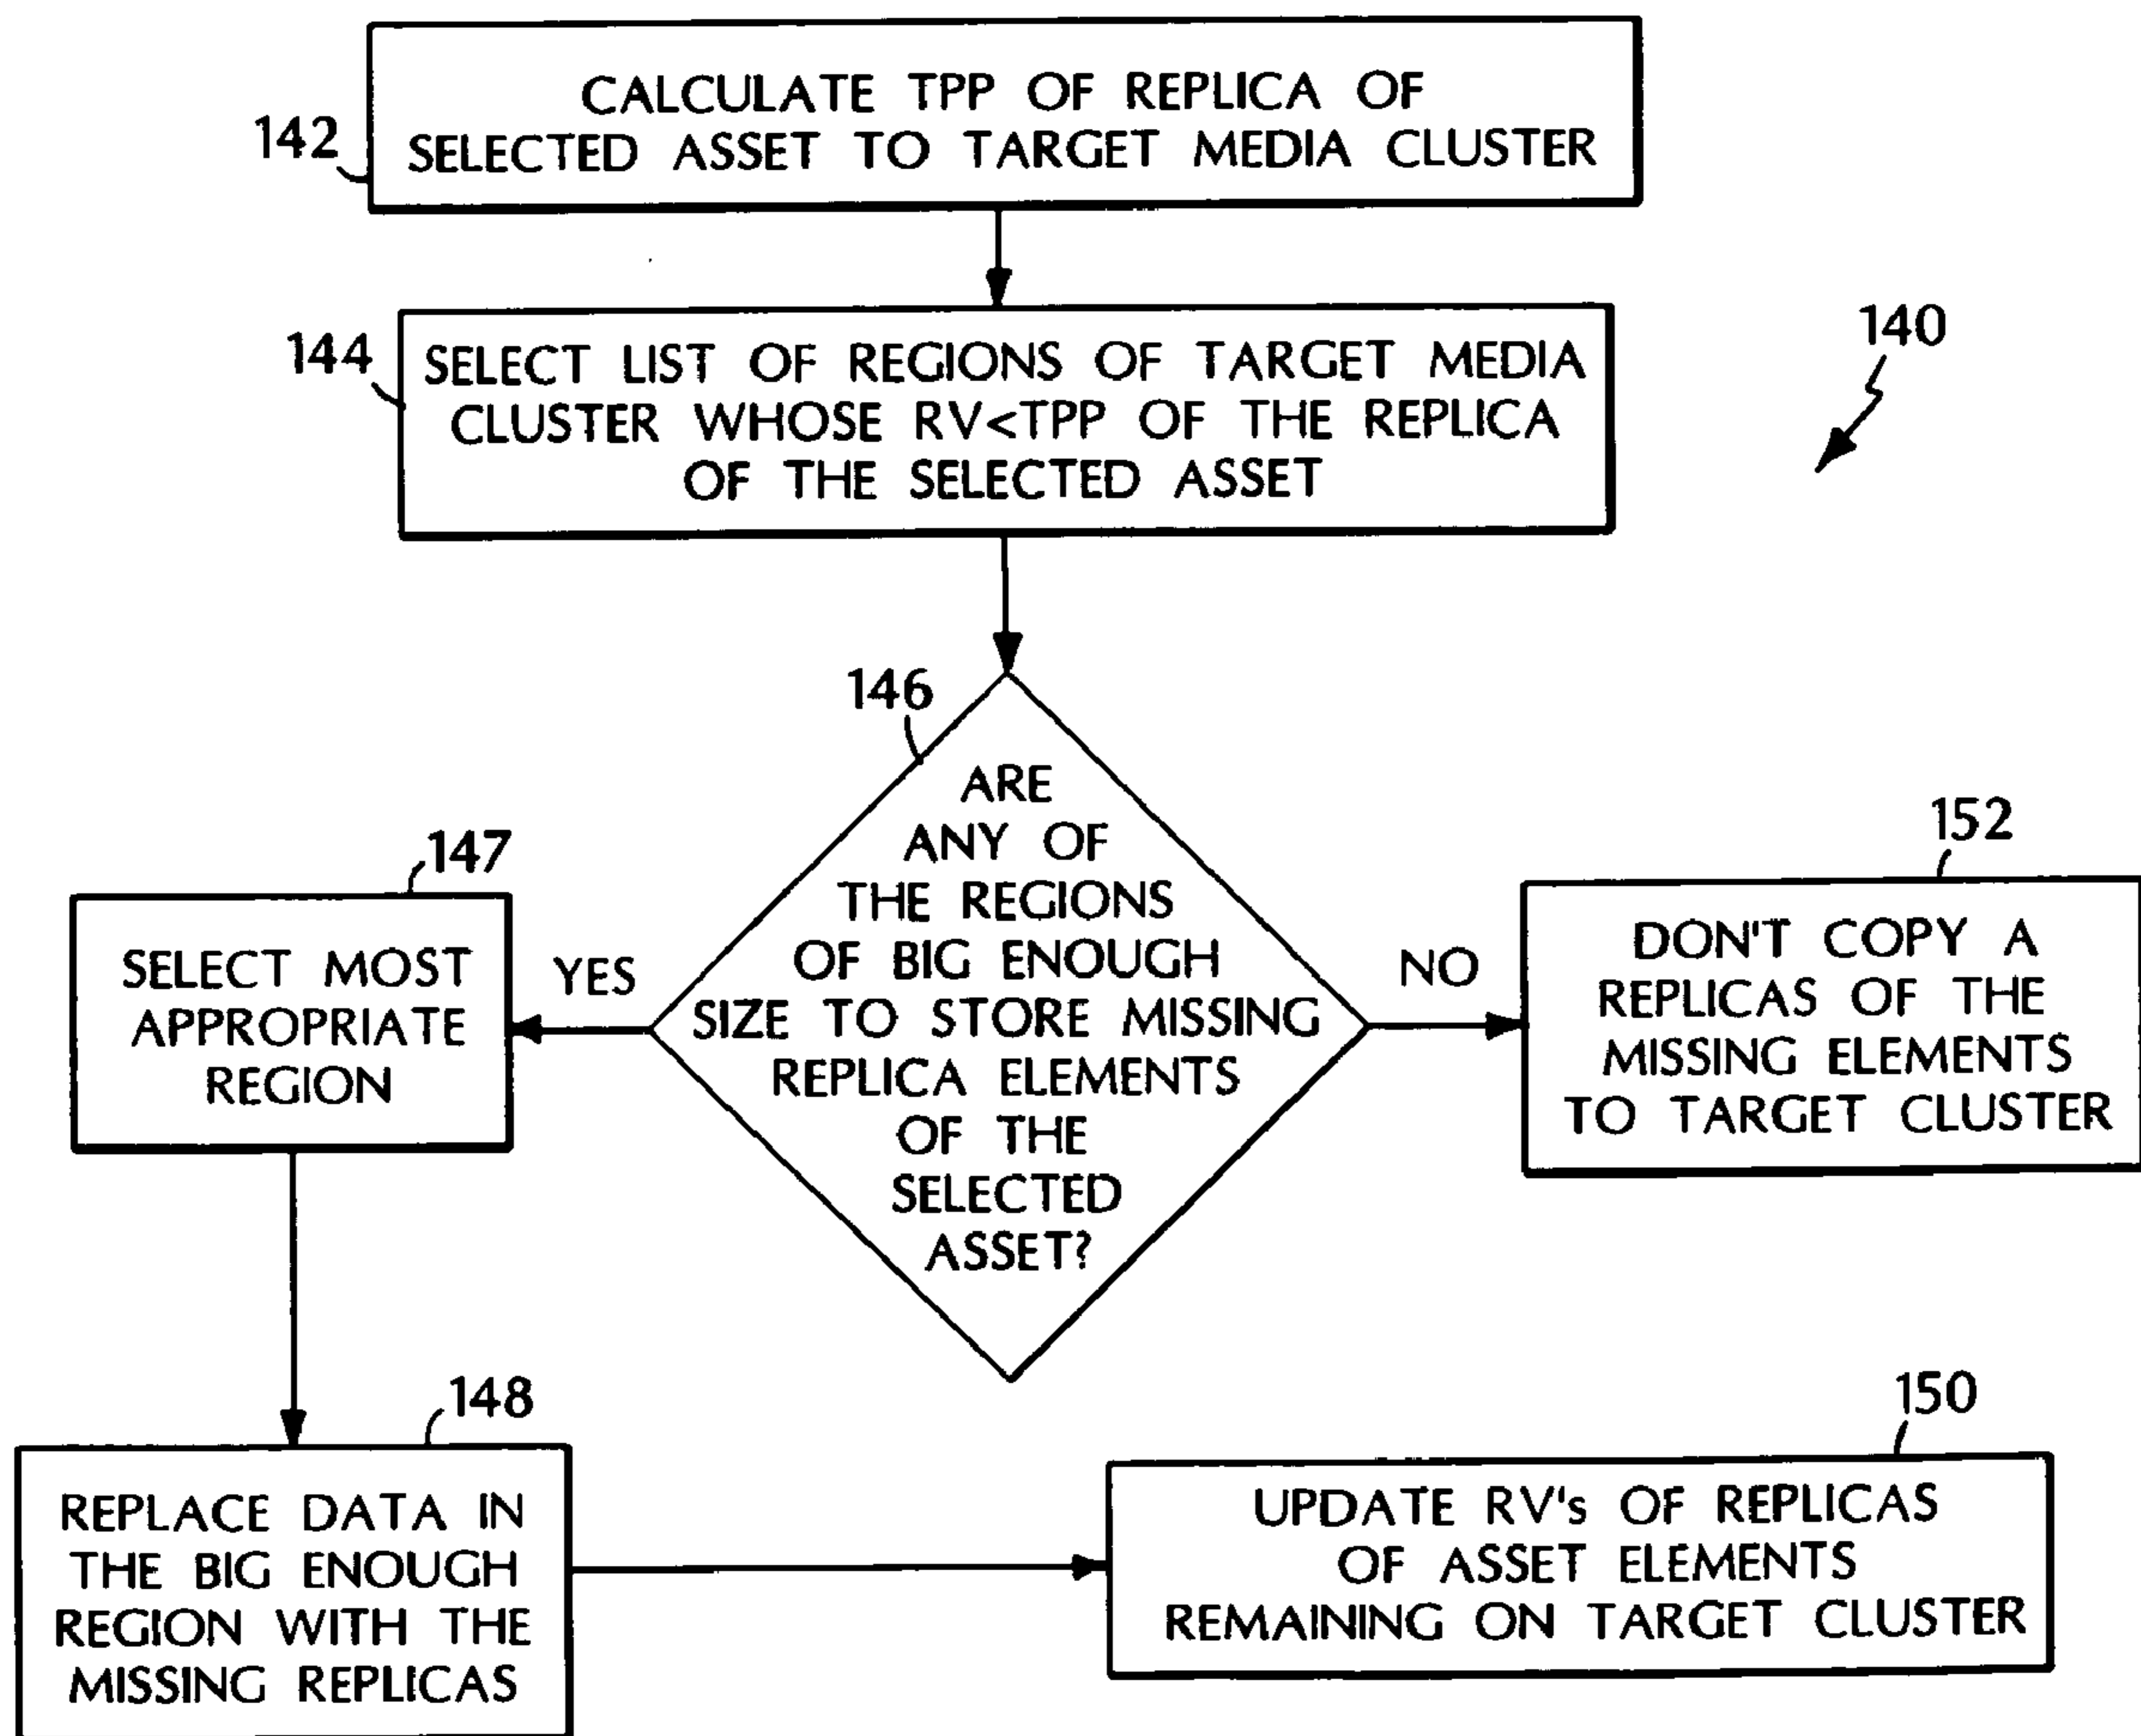 142
CALCULATE TPP OF REPLICA OF
SELECTED ASSET TO TARGET MEDIA CLUSTER
144
SELECT LIST OF REGIONS OF TARGET MEDIA
CLUSTER WHOSE RV<TPP OF THE REPLICA
OF THE SELECTED ASSET
140
146
ARE
ANY OF
THE REGIONS
OF BIG ENOUGH
SIZE TO STORE MISSING
REPLICA ELEMENTS
OF THE
SELECTED
ASSET?
YES
NO
147
SELECT MOST
APPROPRIATE
REGION
152
DON'T COPY A
REPLICAS OF THE
MISSING ELEMENTS
TO TARGET CLUSTER
148
REPLACE DATA IN
THE BIG ENOUGH
REGION WITH THE
MISSING REPLICAS
150
UPDATE RV's OF REPLICAS
OF ASSET ELEMENTS
REMAINING ON TARGET CLUSTER